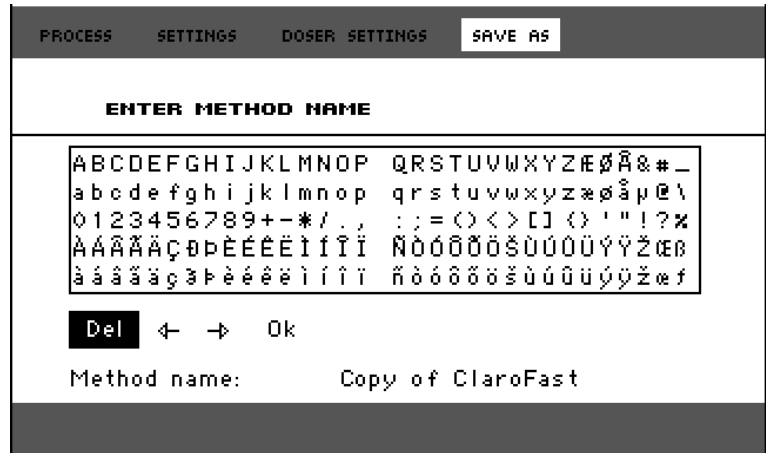 PROCESS SETTINGS DOSER SETTINGS SAVE AS
ENTER METHOD NAME
ABCDEFGHIJKLMNOP QRSTUVWXYZÆØÅ&#_
abcdefghijklmnop qrstuvwxyzæøåµ@\
0123456789+-*/., :;=()<>[]{}'"!?%
ÀÁÂÃÄÇÐÞÈÉÊËÌÍÎÏ ÑÒÓÔÕÖŠÙÚÛÜÝŸŽŒß
àáâãäçðþèéêëìíîï ñòóôõöšùúûüýÿžœƒ
Del ← → Ok
Method name: Copy of ClaroFast